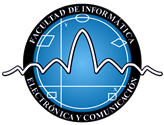 FACULTAD DE INFORMÁTICA
ELECTRÓNICA Y COMUNICACIÓN